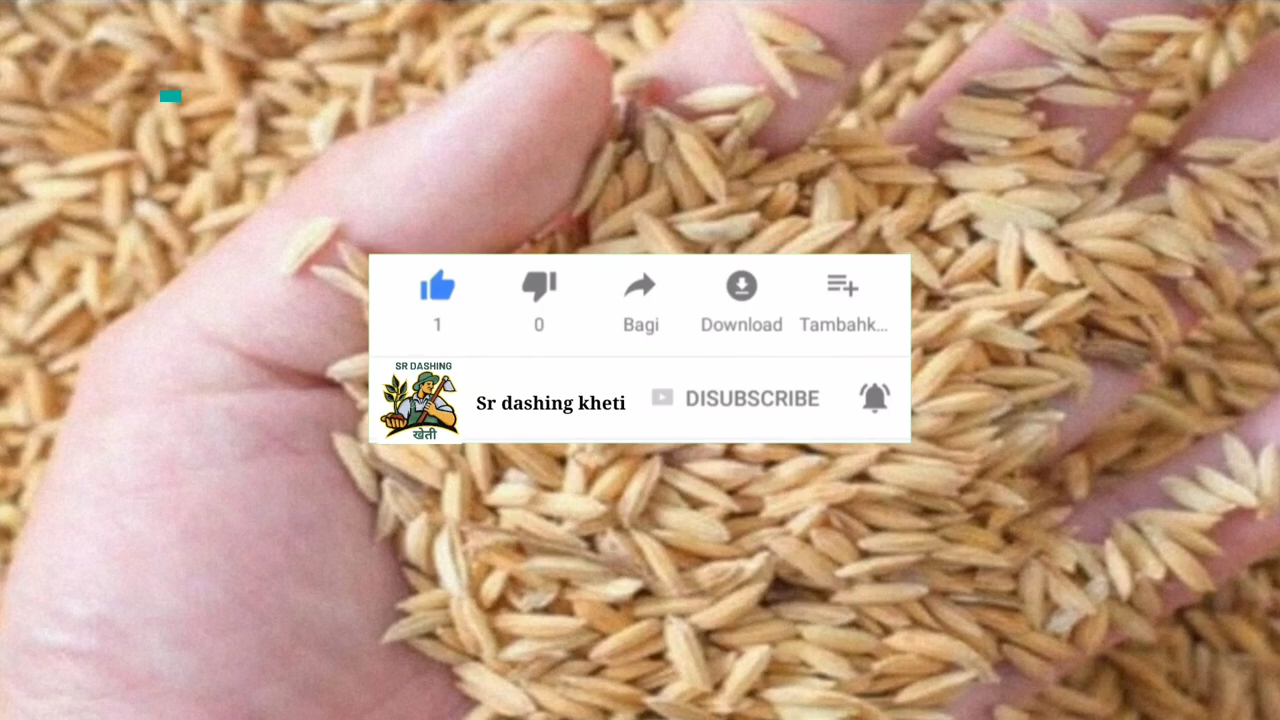 1 0 Bagi Download Tambahk...
SR DASHING
खेती
Sr dashing kheti DISUBSCRIBE